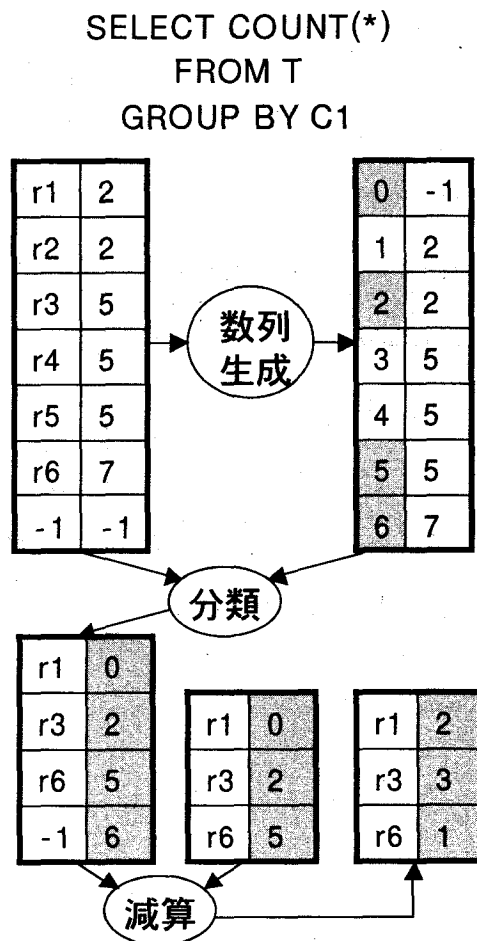 SELECT COUNT(*)
FROM T
GROUP BY C1
r1 2
r2 2
r3 5
r4 5
r5 5
r6 7
-1 -1
数列
生成
0 -1
1 2
2 2
3 5
4 5
5 5
6 7
分類
r1 0
r3 2
r6 5
-1 6
r1 0
r3 2
r6 5
r1 2
r3 3
r6 1
減算